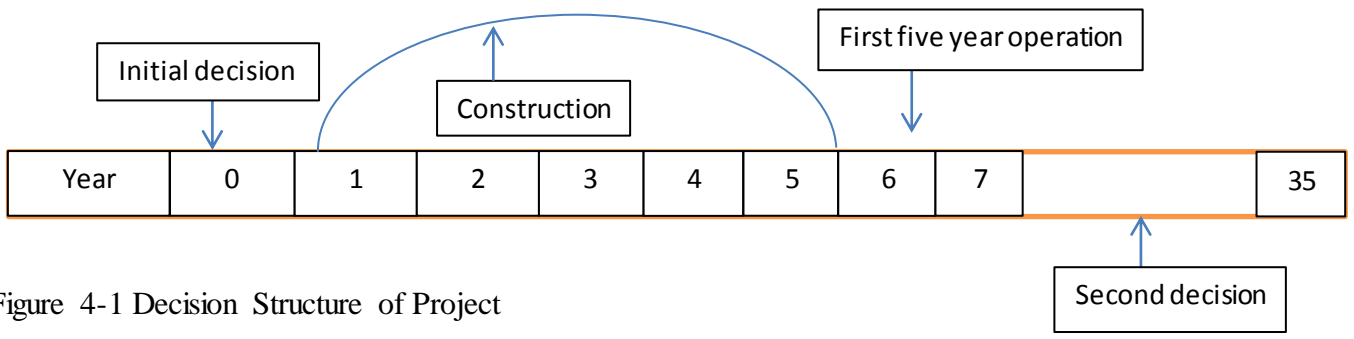 First five year operation
Initial decision
Construction
Year 0 1 2 3 4 5 6 7 35
Second decision
Figure 4-1 Decision Structure of Project